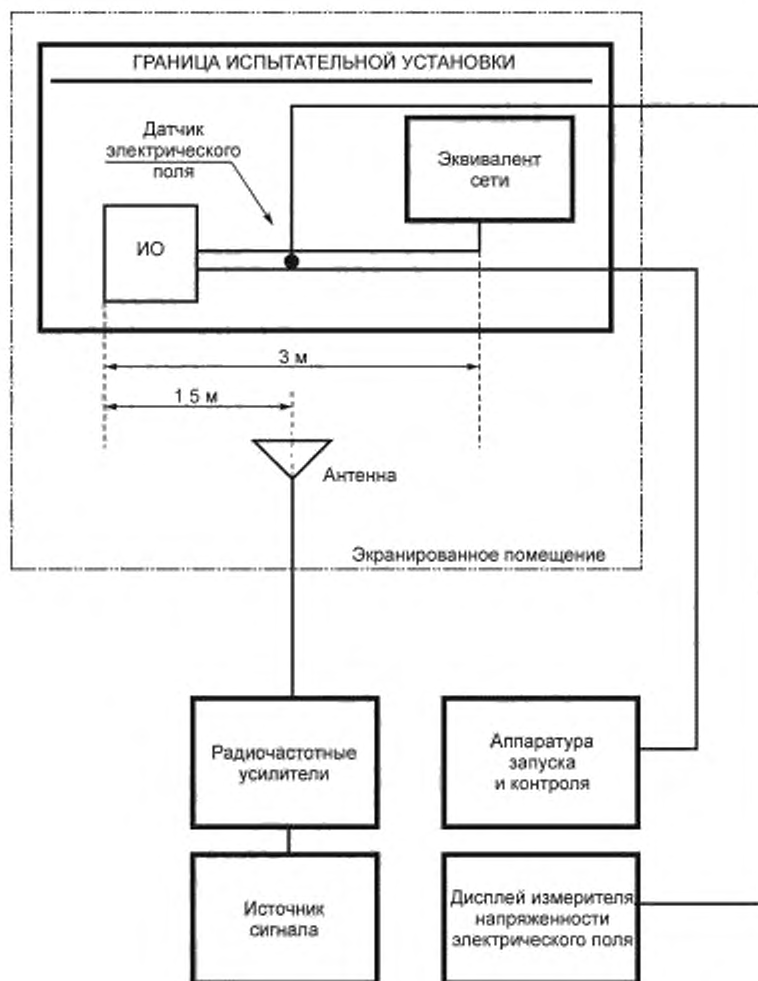 ГРАНИЦА ИСПЫТАТЕЛЬНОЙ УСТАНОВКИ
Датчик
электрического
поля
Эквивалент
сети
ИО
3 м
1 5 м
Антенна
Экранированное помещение
Радиочастотные
усилители
Аппаратура
запуска
и контроля
Источник
сигнала
Дисплей измерителя
напряженности
электрического поля